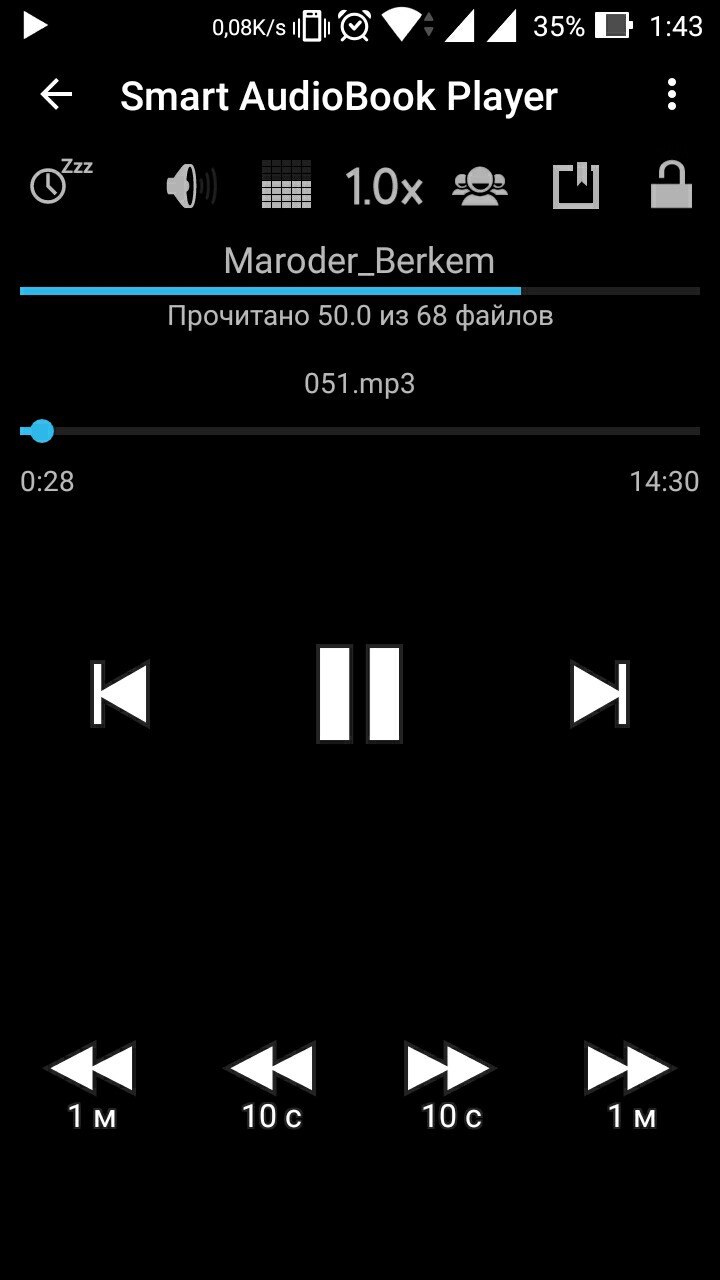 0,08K/s 35% 1:43
Smart AudioBook Player
Zzz 1.0x
Maroder_Berkem
Прочитано 50.0 из 68 файлов
051.mp3
0:28 14:30
1 м 10 с 10 с 1 м